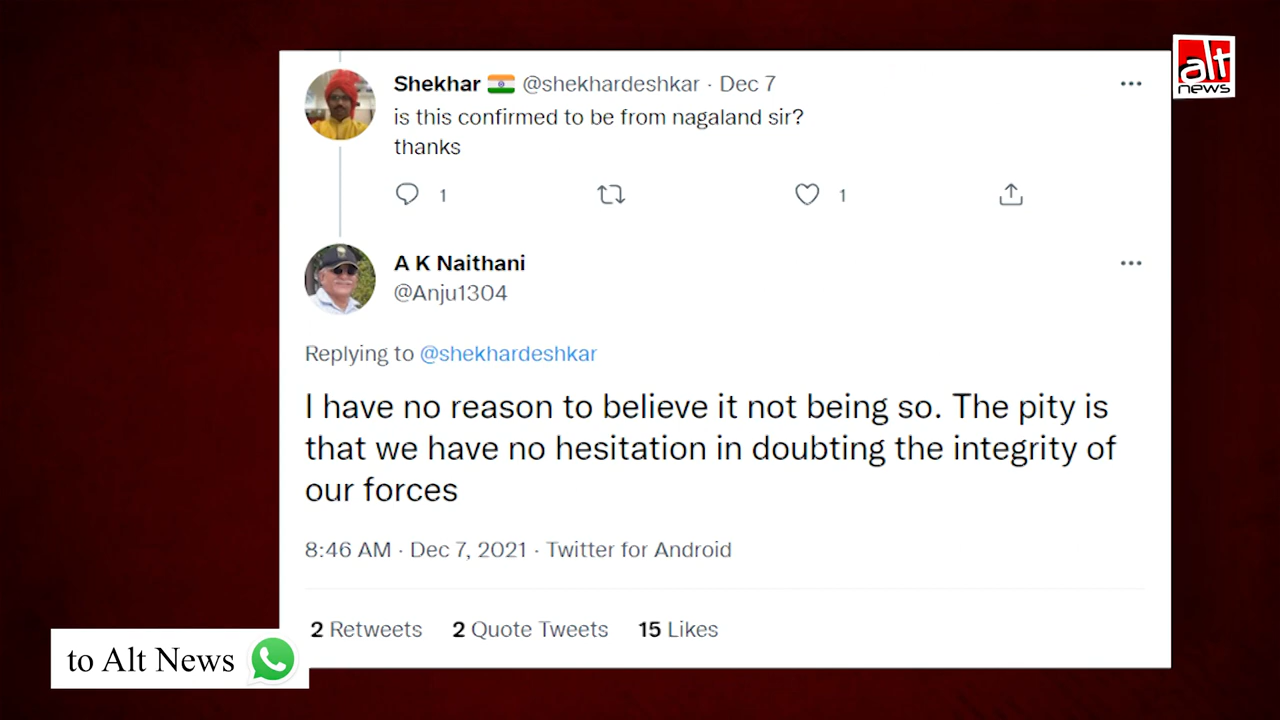 alt
news
Shekhar @shekhardeshkar · Dec 7
is this confirmed to be from nagaland sir?
thanks
1 1
A K Naithani
@Anju1304
Replying to @shekhardeshkar
I have no reason to believe it not being so. The pity is
that we have no hesitation in doubting the integrity of
our forces
8:46 AM · Dec 7, 2021 · Twitter for Android
2 Retweets 2 Quote Tweets 15 Likes
to Alt News